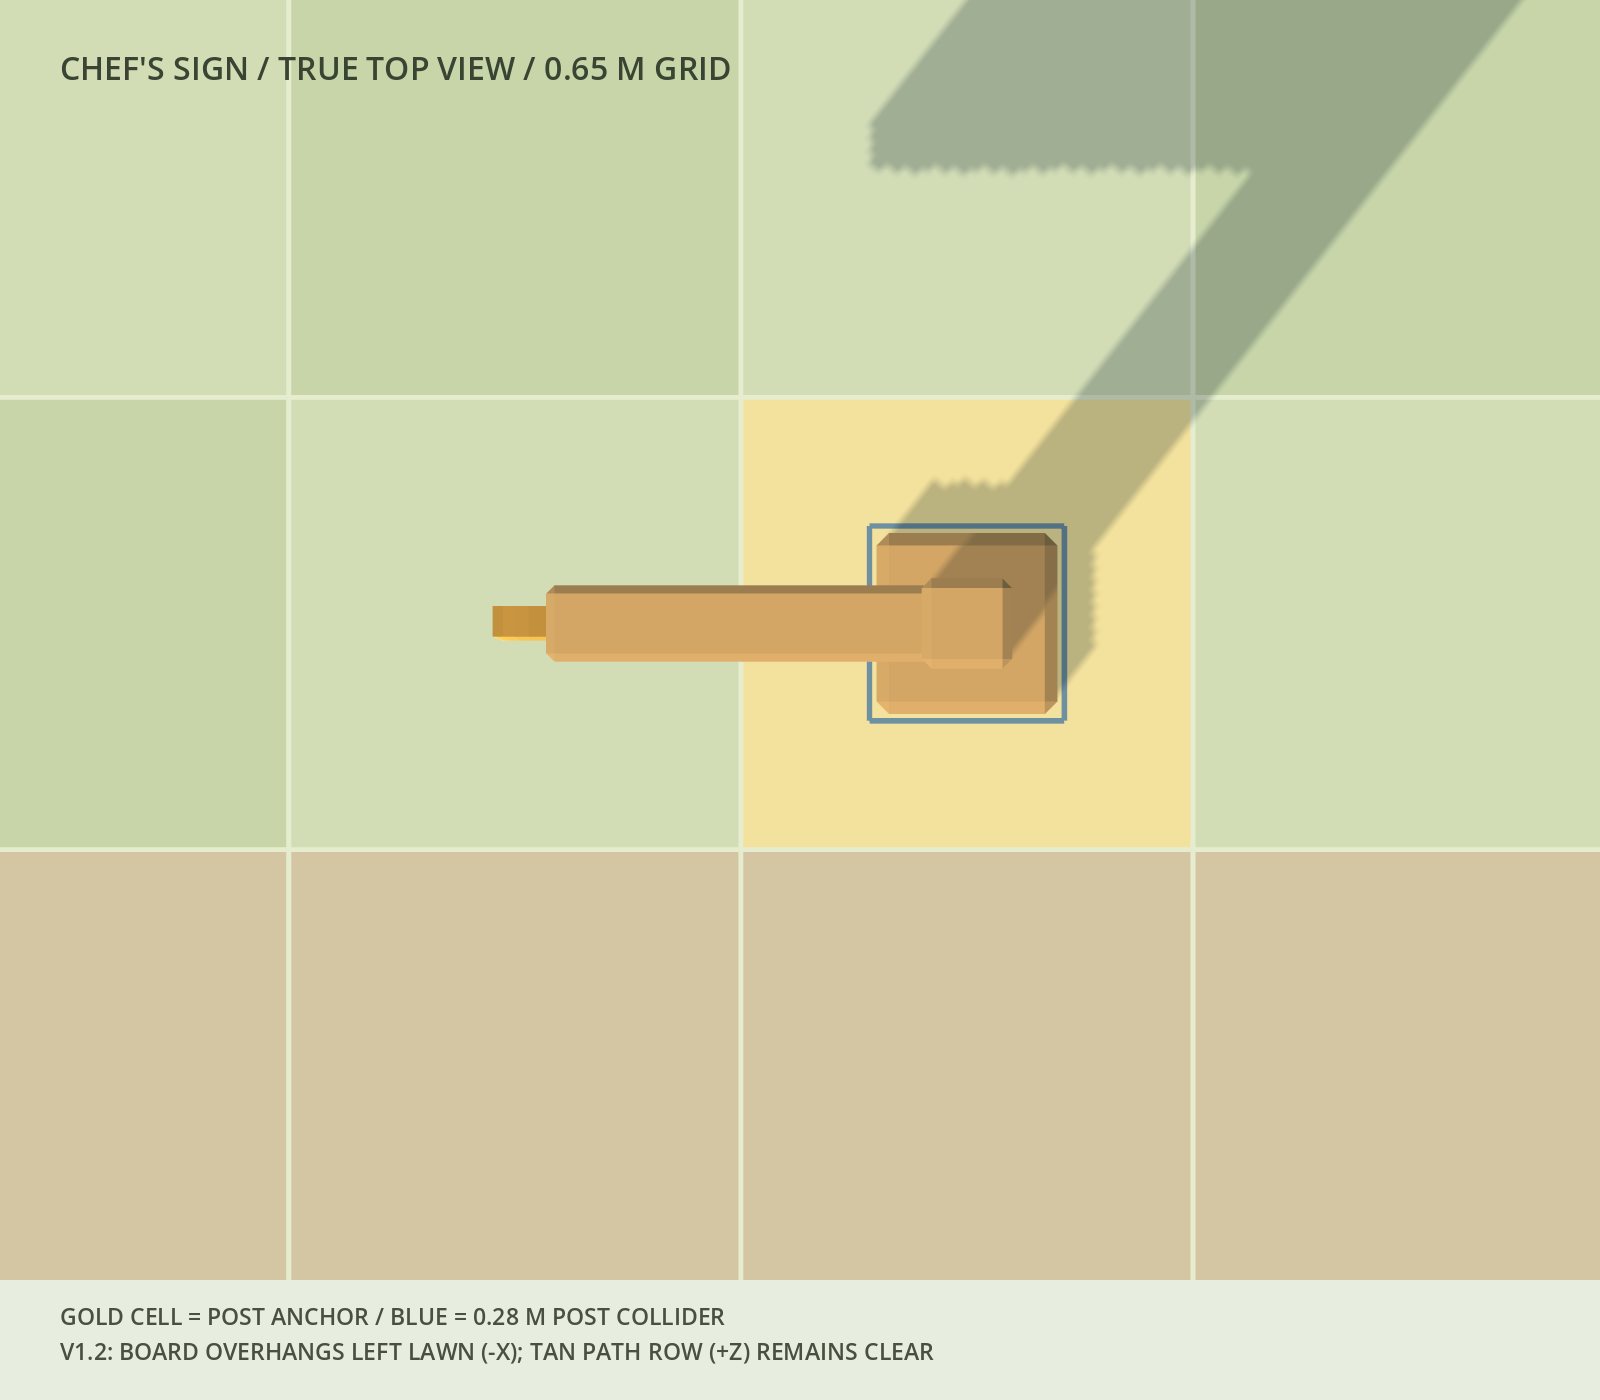 CHEF'S SIGN / TRUE TOP VIEW / 0.65 M GRID
GOLD CELL = POST ANCHOR / BLUE = 0.28 M POST COLLIDER
V1.2: BOARD OVERHANGS LEFT LAWN (-X); TAN PATH ROW (+Z) REMAINS CLEAR